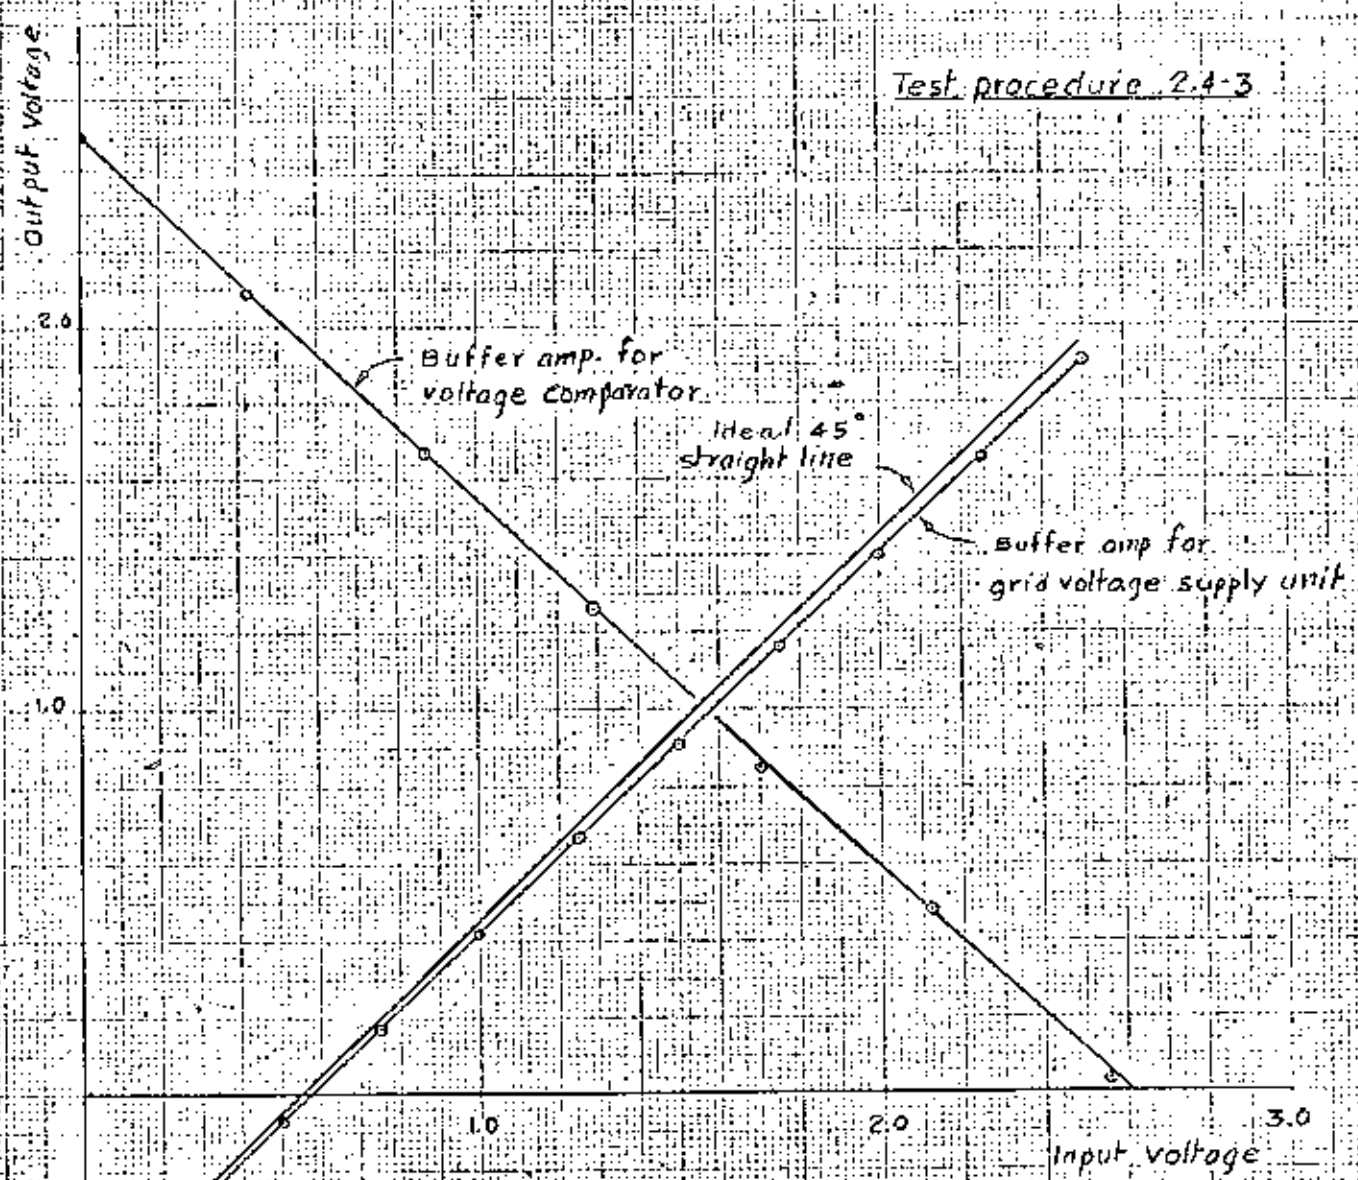 Output Voltage
Test procedure 2.4-3
2.0
Buffer amp. for
voltage comparator
Ideal 45°
straight line
Buffer amp for
grid voltage supply unit
1.0
1.0
2.0
3.0
Input voltage